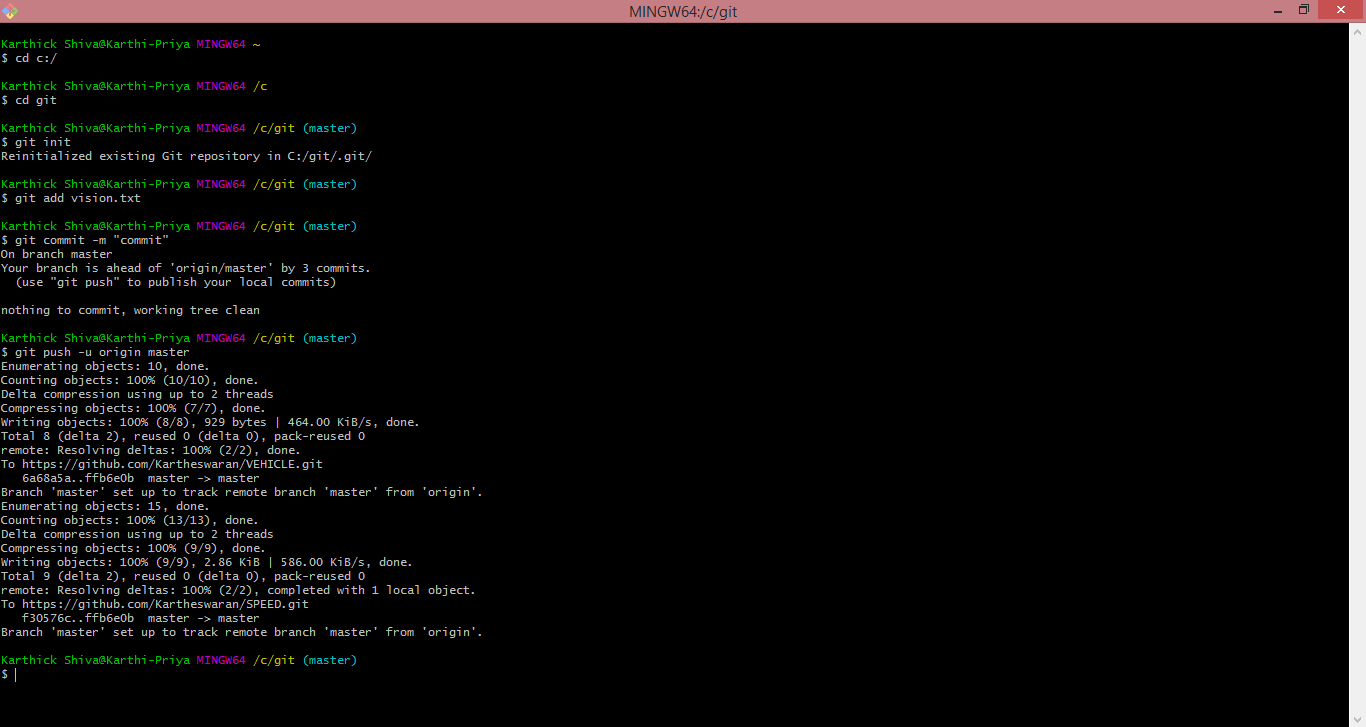 MINGW64:/c/git
Karthick Shiva@Karthi-Priya MINGW64 ~
$ cd c:/
Karthick Shiva@Karthi-Priya MINGW64 /c
$ cd git
Karthick Shiva@Karthi-Priya MINGW64 /c/git (master)
$ git init
Reinitialized existing Git repository in C:/git/.git/
Karthick Shiva@Karthi-Priya MINGW64 /c/git (master)
$ git add vision.txt
Karthick Shiva@Karthi-Priya MINGW64 /c/git (master)
$ git commit -m "commit"
On branch master
Your branch is ahead of 'origin/master' by 3 commits.
  (use "git push" to publish your local commits)
nothing to commit, working tree clean
Karthick Shiva@Karthi-Priya MINGW64 /c/git (master)
$ git push -u origin master
Enumerating objects: 10, done.
Counting objects: 100% (10/10), done.
Delta compression using up to 2 threads
Compressing objects: 100% (7/7), done.
Writing objects: 100% (8/8), 929 bytes | 464.00 KiB/s, done.
Total 8 (delta 2), reused 0 (delta 0), pack-reused 0
remote: Resolving deltas: 100% (2/2), done.
To https://github.com/Kartheswaran/VEHICLE.git
   6a68a5a..ffb6e0b  master -> master
Branch 'master' set up to track remote branch 'master' from 'origin'.
Enumerating objects: 15, done.
Counting objects: 100% (13/13), done.
Delta compression using up to 2 threads
Compressing objects: 100% (9/9), done.
Writing objects: 100% (9/9), 2.86 KiB | 586.00 KiB/s, done.
Total 9 (delta 2), reused 0 (delta 0), pack-reused 0
remote: Resolving deltas: 100% (2/2), completed with 1 local object.
To https://github.com/Kartheswaran/SPEED.git
   f30576c..ffb6e0b  master -> master
Branch 'master' set up to track remote branch 'master' from 'origin'.
Karthick Shiva@Karthi-Priya MINGW64 /c/git (master)
$